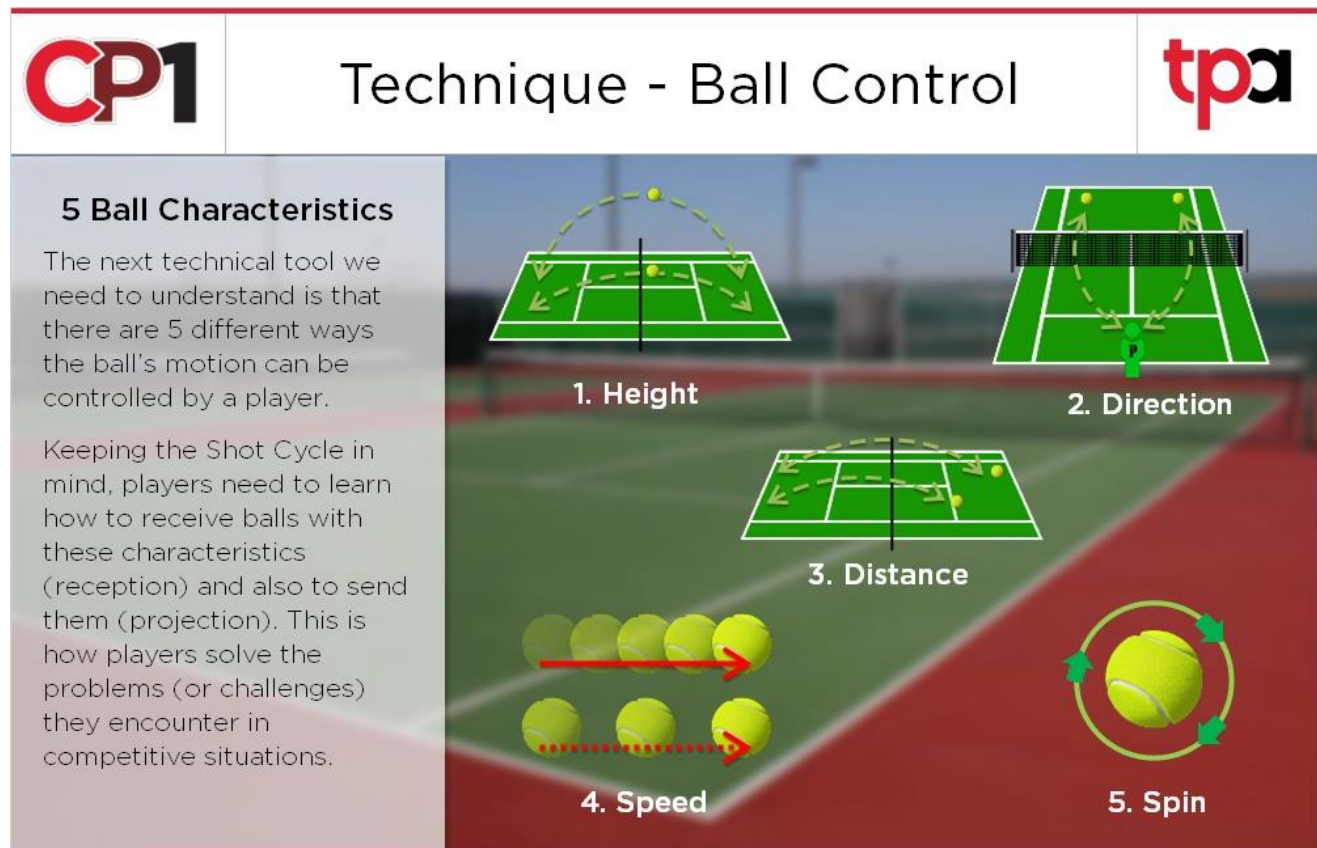 CP1
Technique - Ball Control
tpa
5 Ball Characteristics
The next technical tool we
need to understand is that
there are 5 different ways
the ball's motion can be
controlled by a player.
Keeping the Shot Cycle in
mind, players need to learn
how to receive balls with
these characteristics
(reception) and also to send
them (projection). This is
how players solve the
problems (or challenges)
they encounter in
competitive situations.
1. Height
P
2. Direction
3. Distance
4. Speed
5. Spin